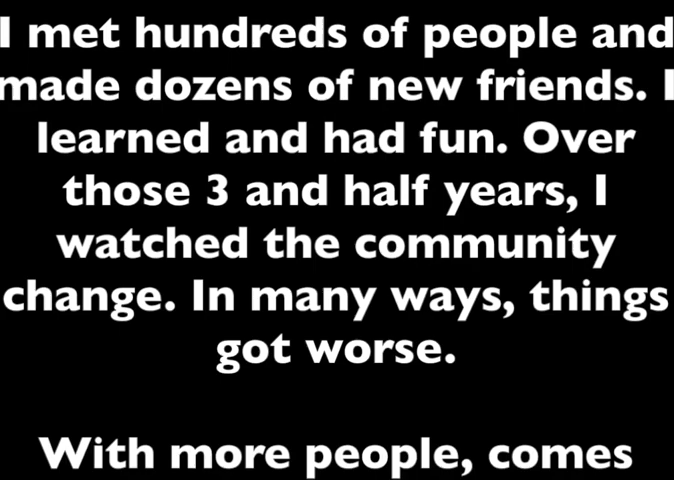 I met hundreds of people and
made dozens of new friends. I
learned and had fun. Over
those 3 and half years, I
watched the community
change. In many ways, things
got worse.
With more people, comes